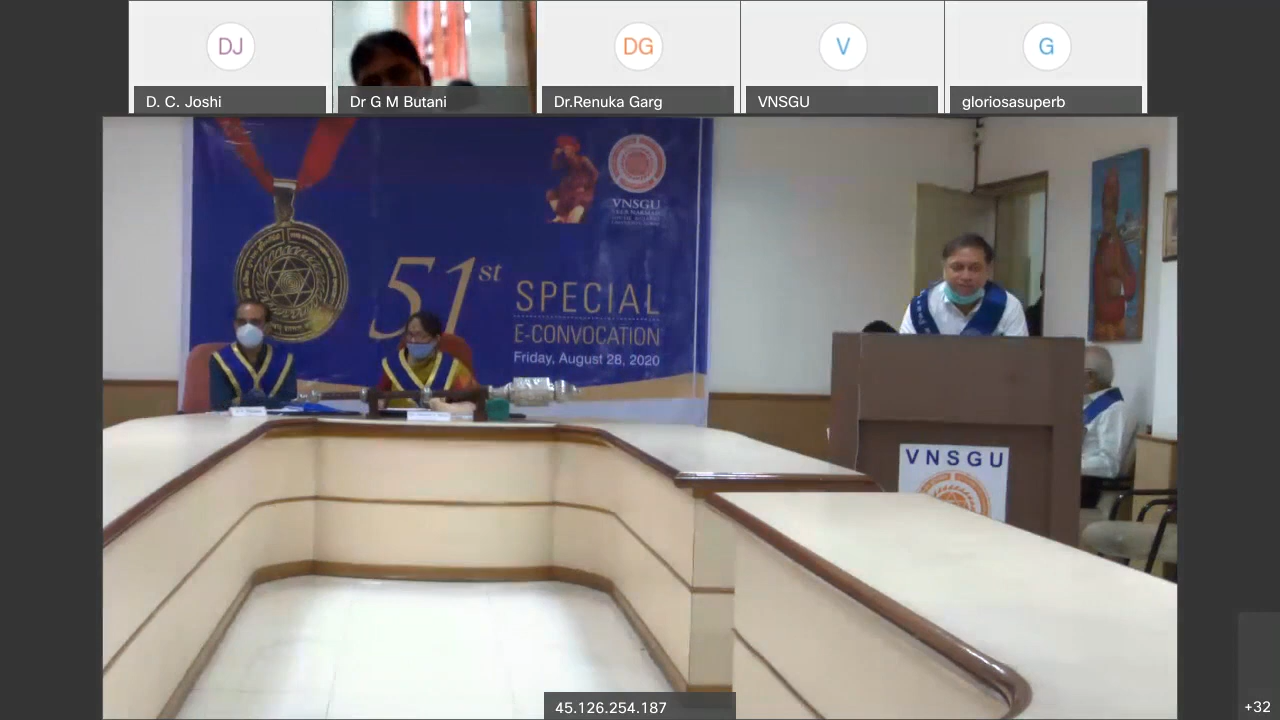 DJ
DG
V
G
D. C. Joshi
Dr G M Butani
Dr.Renuka Garg
VNSGU
gloriosasuperb
VNSGU
51st
SPECIAL
E-CONVOCATION
Friday, August 28, 2020
VNSGU
45.126.254.187
+32